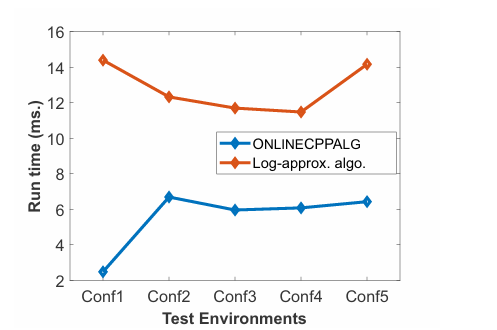 16
14
12
10
8
6
4
2
Run time (ms.)
ONLINECPPALG
Log-approx. algo.
Conf1 Conf2 Conf3 Conf4 Conf5
Test Environments